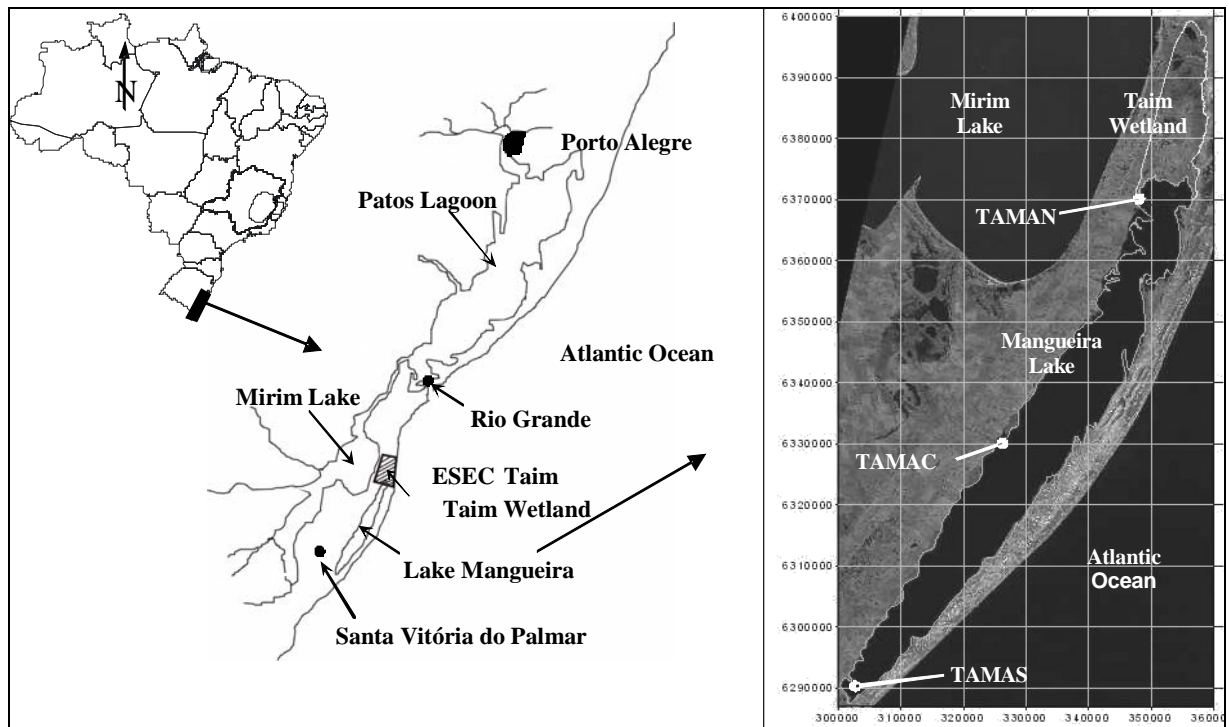 N
Porto Alegre
Patos Lagoon
Atlantic Ocean
Mirim Lake
Rio Grande
ESEC Taim
Taim Wetland
Lake Mangueira
Santa Vitória do Palmar
6400000
6390000
6380000
6370000
6360000
6350000
6340000
6330000
6320000
6310000
6300000
6290000
Mirim
Lake
Taim
Wetland
TAMAN
Mangueira
Lake
TAMAC
Atlantic
Ocean
TAMAS
300000 310000 320000 330000 340000 350000